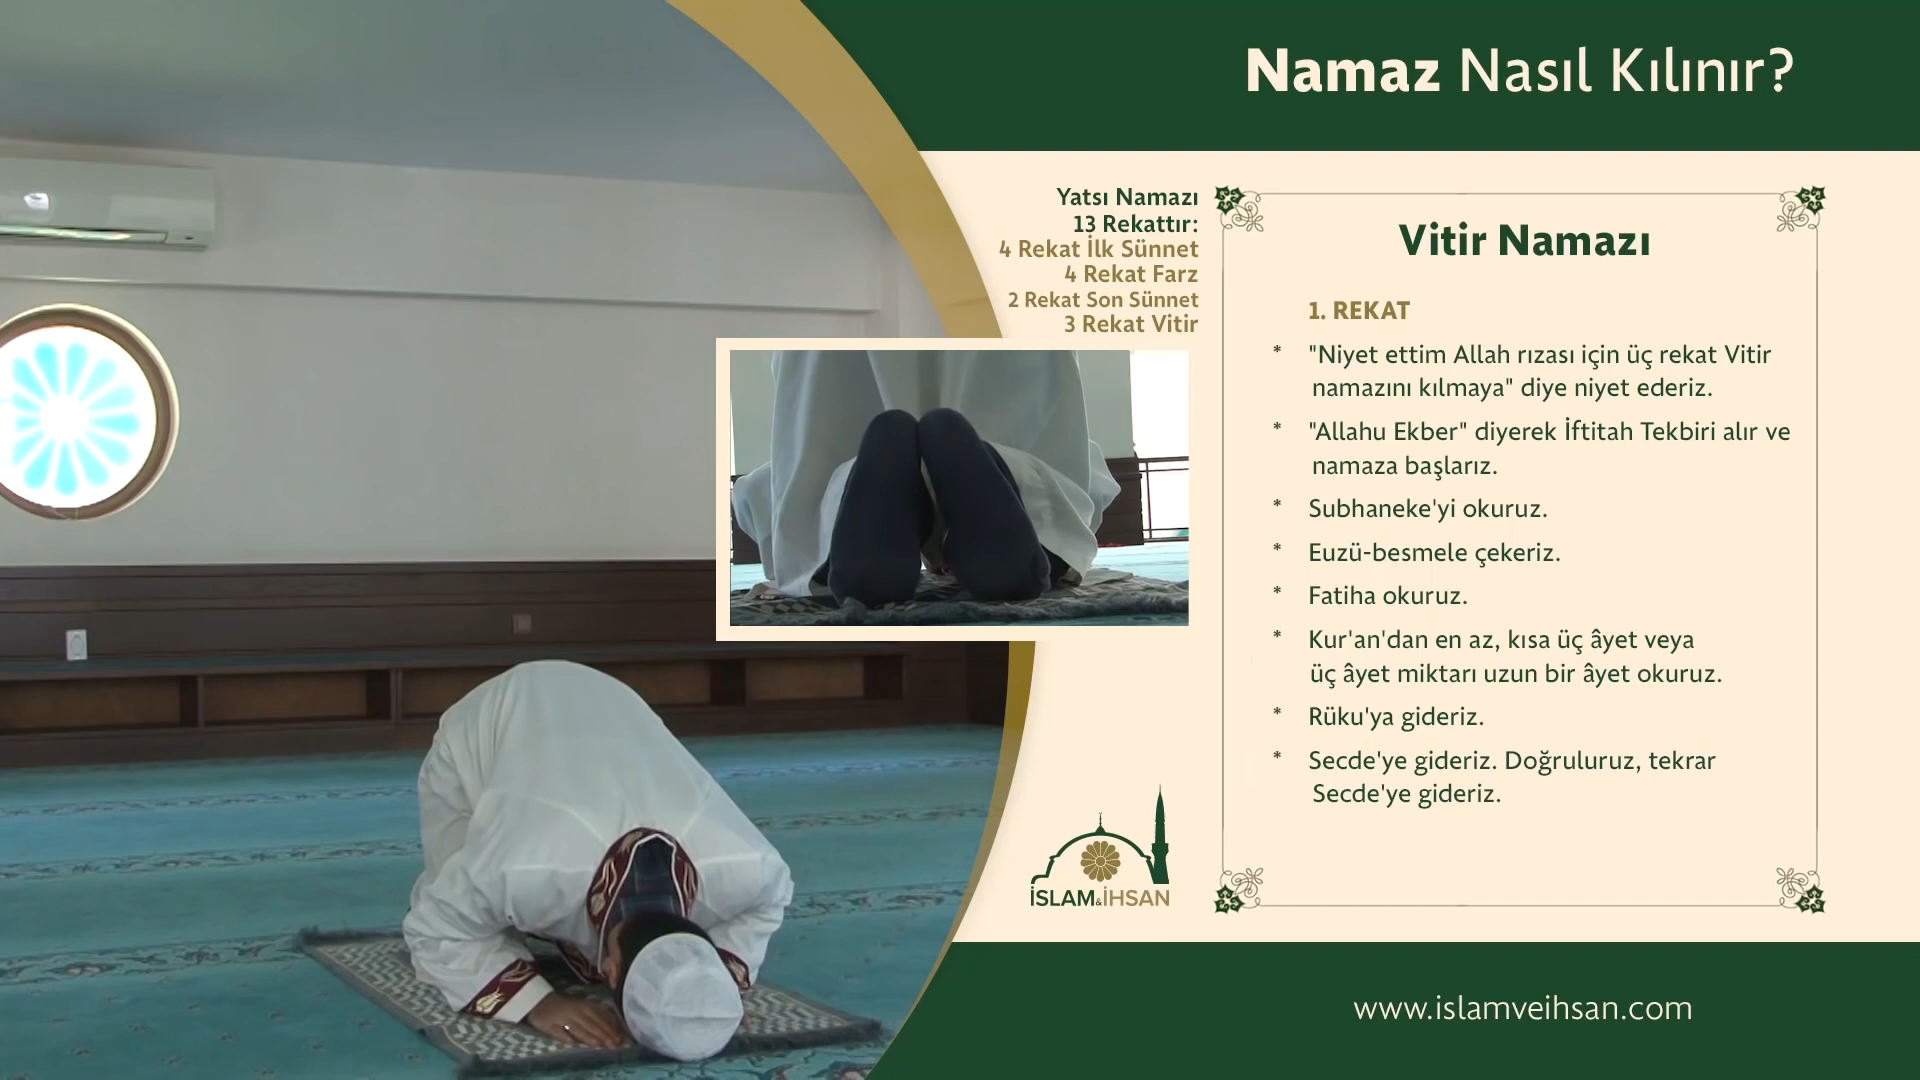 Namaz Nasıl Kılınır?
Yatsı Namazı
13 Rekattır:
4 Rekat İlk Sünnet
4 Rekat Farz
2 Rekat Son Sünnet
3 Rekat Vitir
Vitir Namazı
1. REKAT
* "Niyet ettim Allah rızası için üç rekat Vitir
namazını kılmaya" diye niyet ederiz.
* "Allahu Ekber" diyerek İftitah Tekbiri alır ve
namaza başlarız.
* Subhaneke'yi okuruz.
* Euzü-besmele çekeriz.
* Fatiha okuruz.
* Kur'an'dan en az, kısa üç âyet veya
üç âyet miktarı uzun bir âyet okuruz.
* Rüku'ya gideriz.
* Secde'ye gideriz. Doğruluruz, tekrar
Secde'ye gideriz.
İSLAM&İHSAN
www.islamveihsan.com